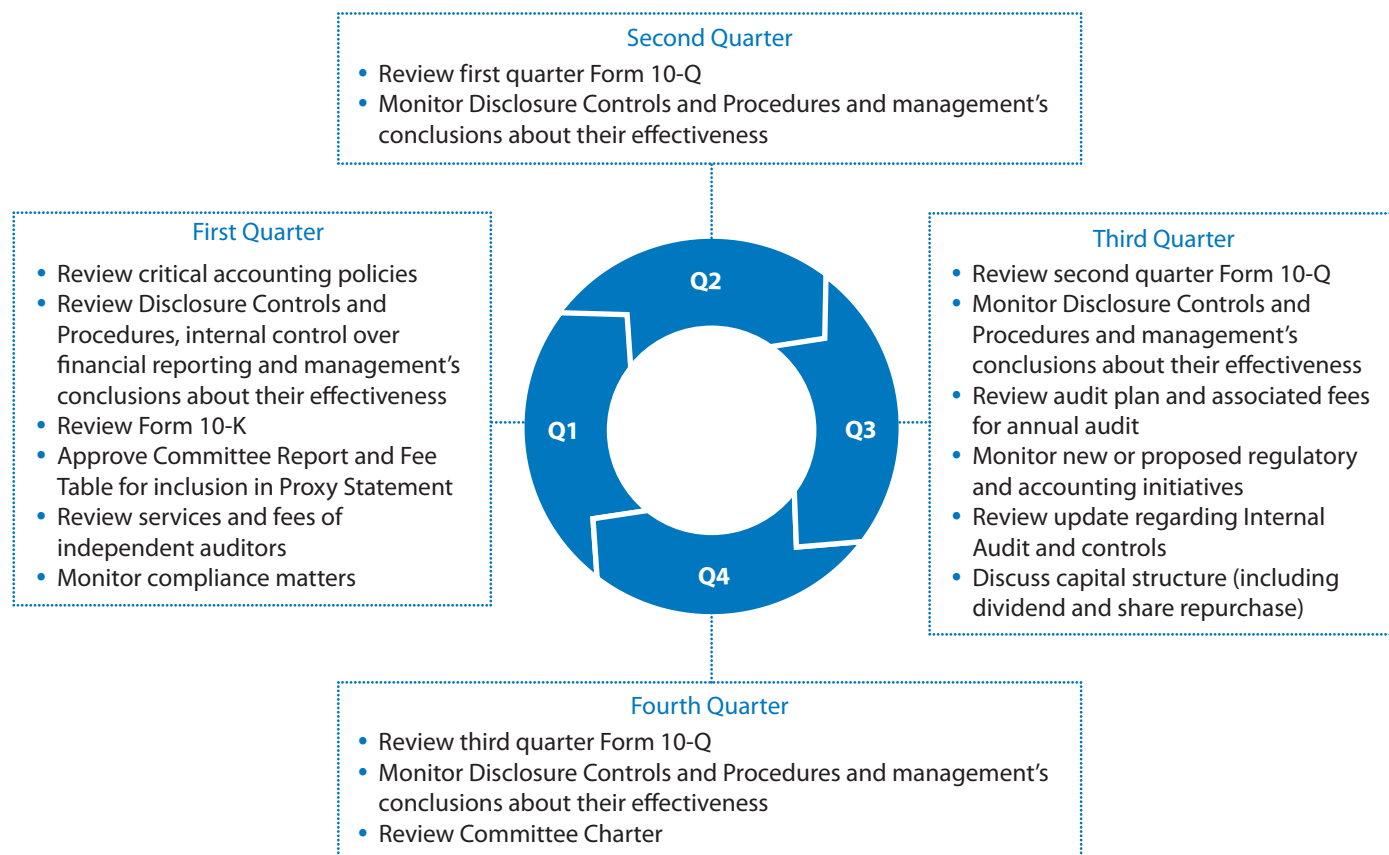 Second Quarter
• Review first quarter Form 10-Q
• Monitor Disclosure Controls and Procedures and management’s
conclusions about their effectiveness
First Quarter
• Review critical accounting policies
• Review Disclosure Controls and
Procedures, internal control over
financial reporting and management’s
conclusions about their effectiveness
• Review Form 10-K
• Approve Committee Report and Fee
Table for inclusion in Proxy Statement
• Review services and fees of
independent auditors
• Monitor compliance matters
Q2
Q1
Q3
Q4
Third Quarter
• Review second quarter Form 10-Q
• Monitor Disclosure Controls and
Procedures and management’s
conclusions about their effectiveness
• Review audit plan and associated fees
for annual audit
• Monitor new or proposed regulatory
and accounting initiatives
• Review update regarding Internal
Audit and controls
• Discuss capital structure (including
dividend and share repurchase)
Fourth Quarter
• Review third quarter Form 10-Q
• Monitor Disclosure Controls and Procedures and management’s
conclusions about their effectiveness
• Review Committee Charter